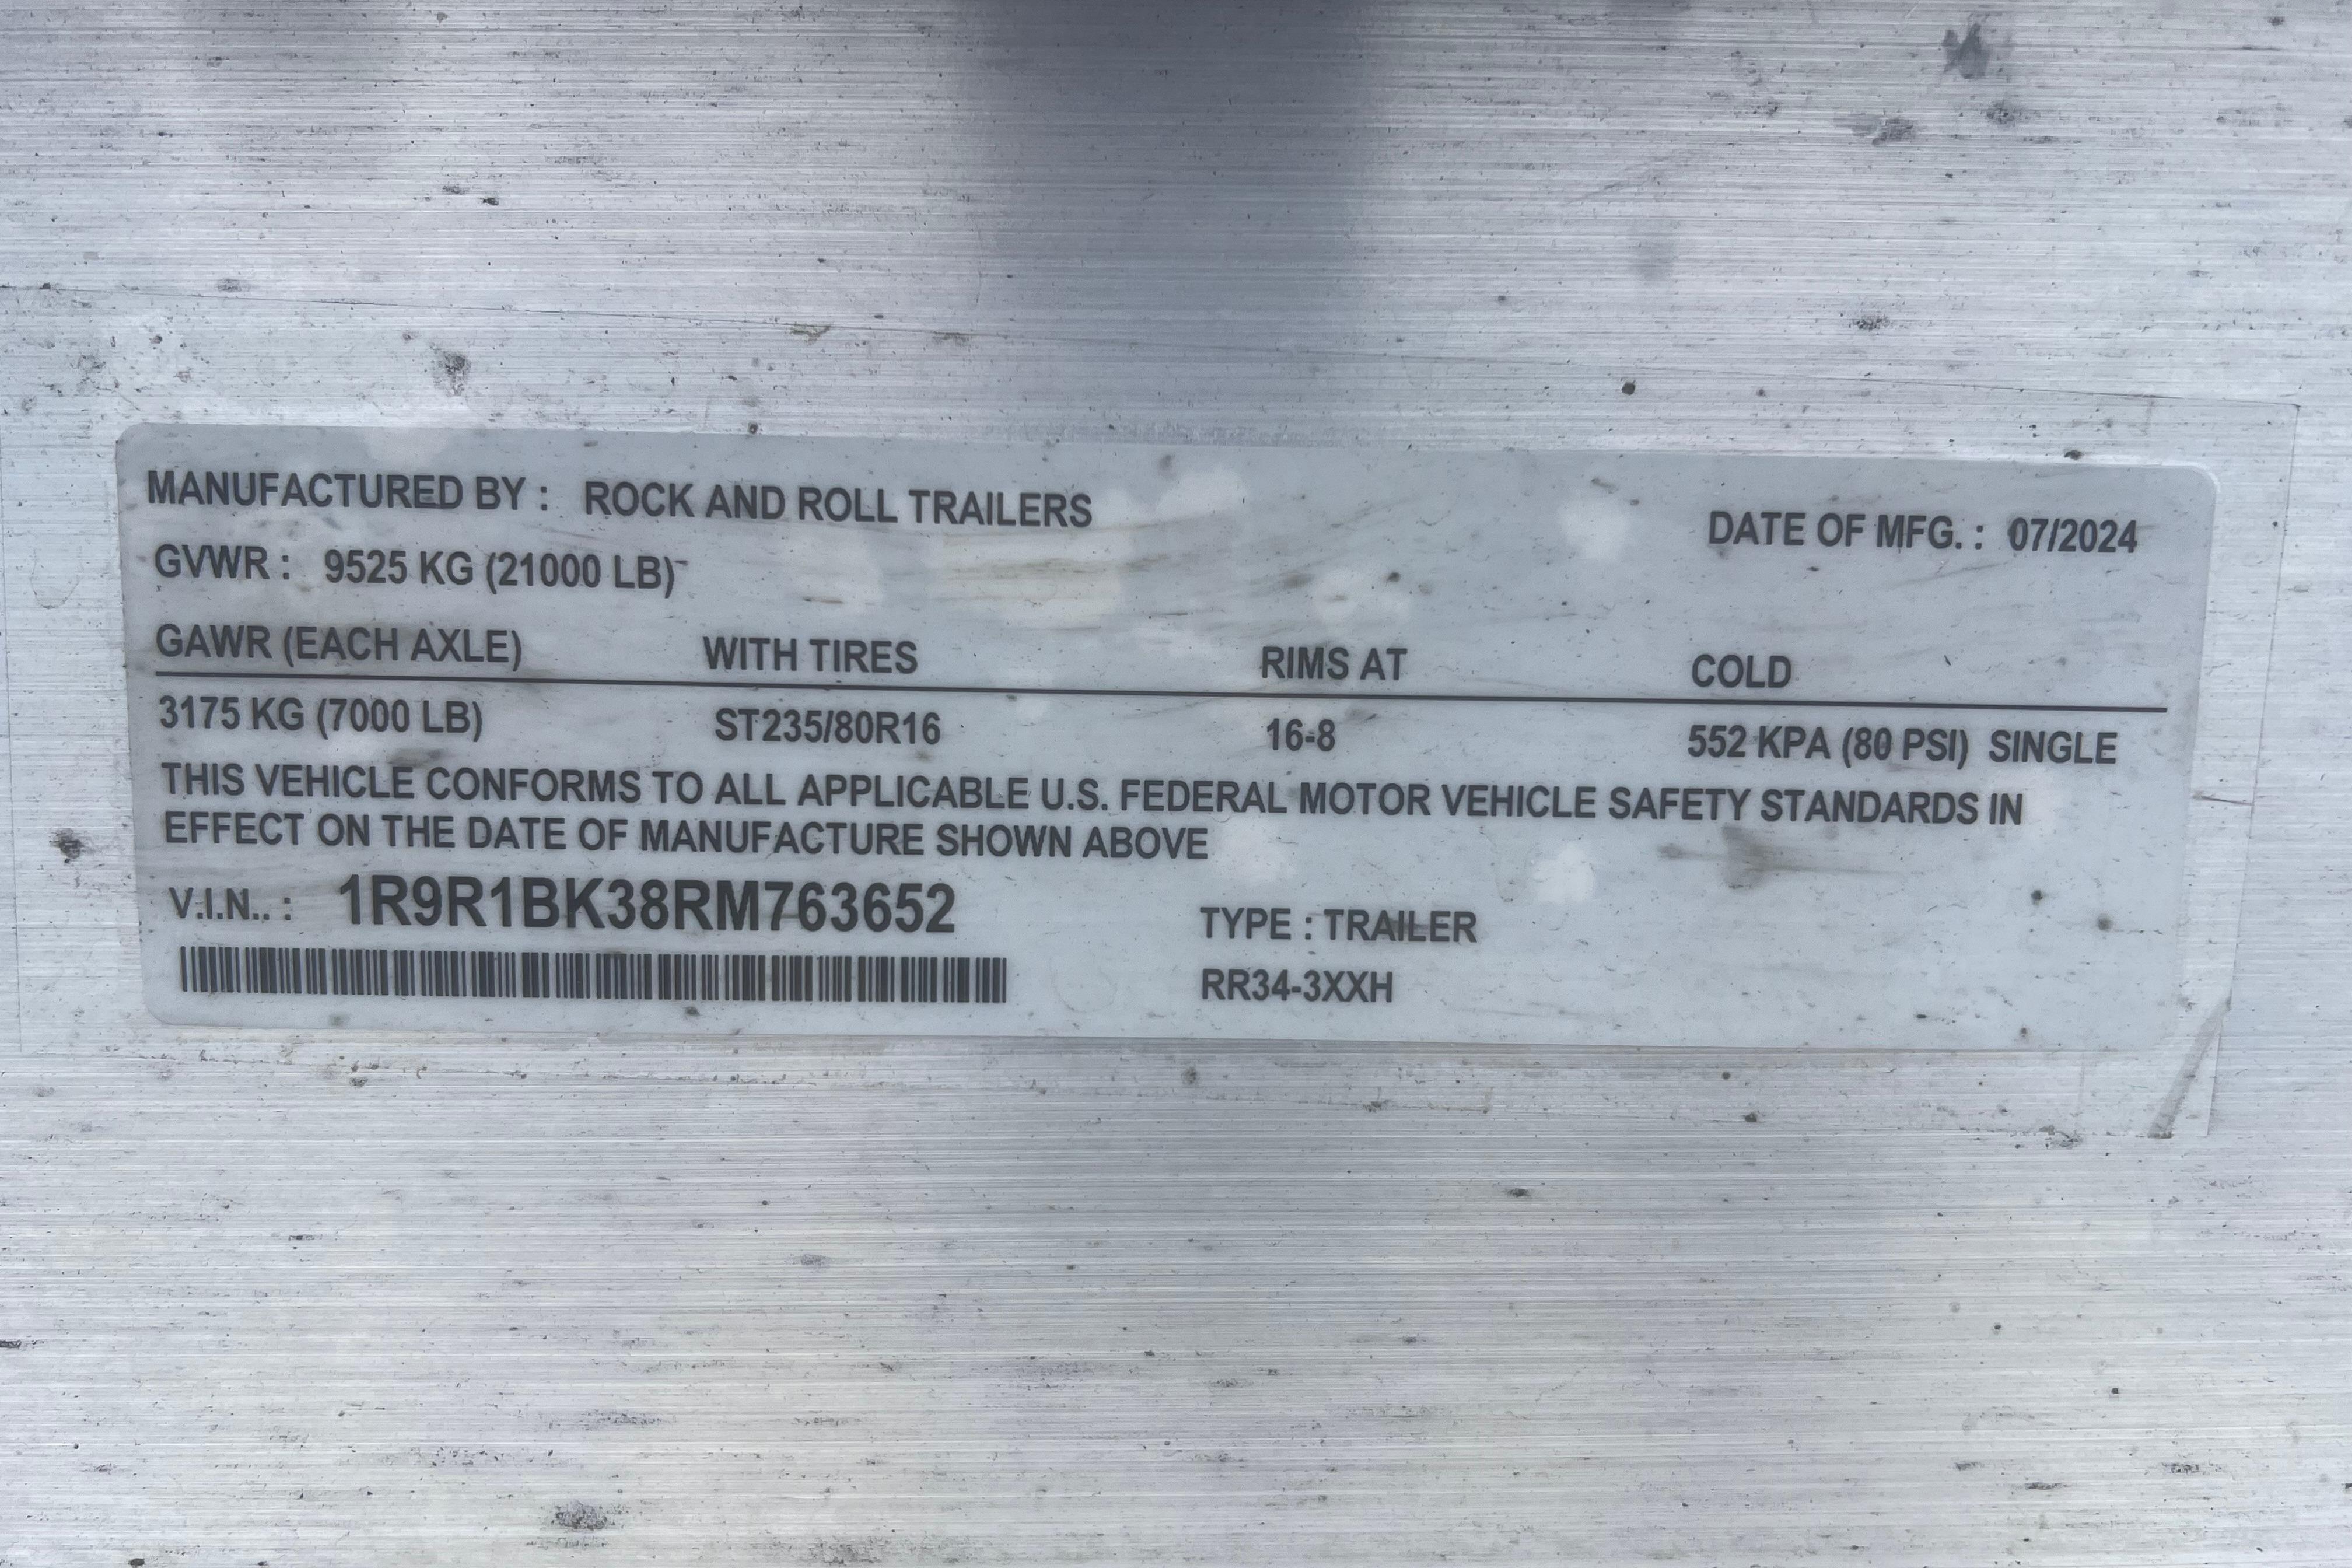 MANUFACTURED BY : ROCK AND ROLL TRAILERS
DATE OF MFG. : 07/2024
GVWR : 9525 KG (21000 LB)
GAWR (EACH AXLE) WITH TIRES RIMS AT COLD
3175 KG (7000 LB) ST235/80R16 16-8 552 KPA (80 PSI) SINGLE
THIS VEHICLE CONFORMS TO ALL APPLICABLE U.S. FEDERAL MOTOR VEHICLE SAFETY STANDARDS IN
EFFECT ON THE DATE OF MANUFACTURE SHOWN ABOVE
V.I.N.. : 1R9R1BK38RM763652
TYPE : TRAILER
RR34-3XXH